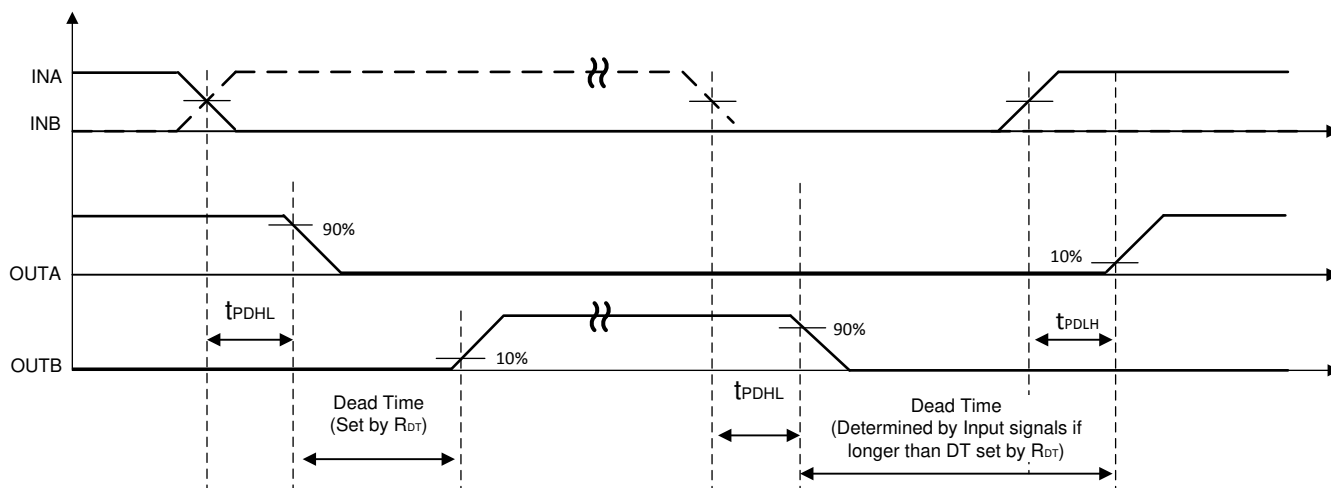 INA
INB
90%
OUTA
10%
tPDHL
tPDLH
90%
10%
OUTB
tPDHL
Dead Time
(Set by RDT)
Dead Time
(Determined by Input signals if
longer than DT set by RDT)